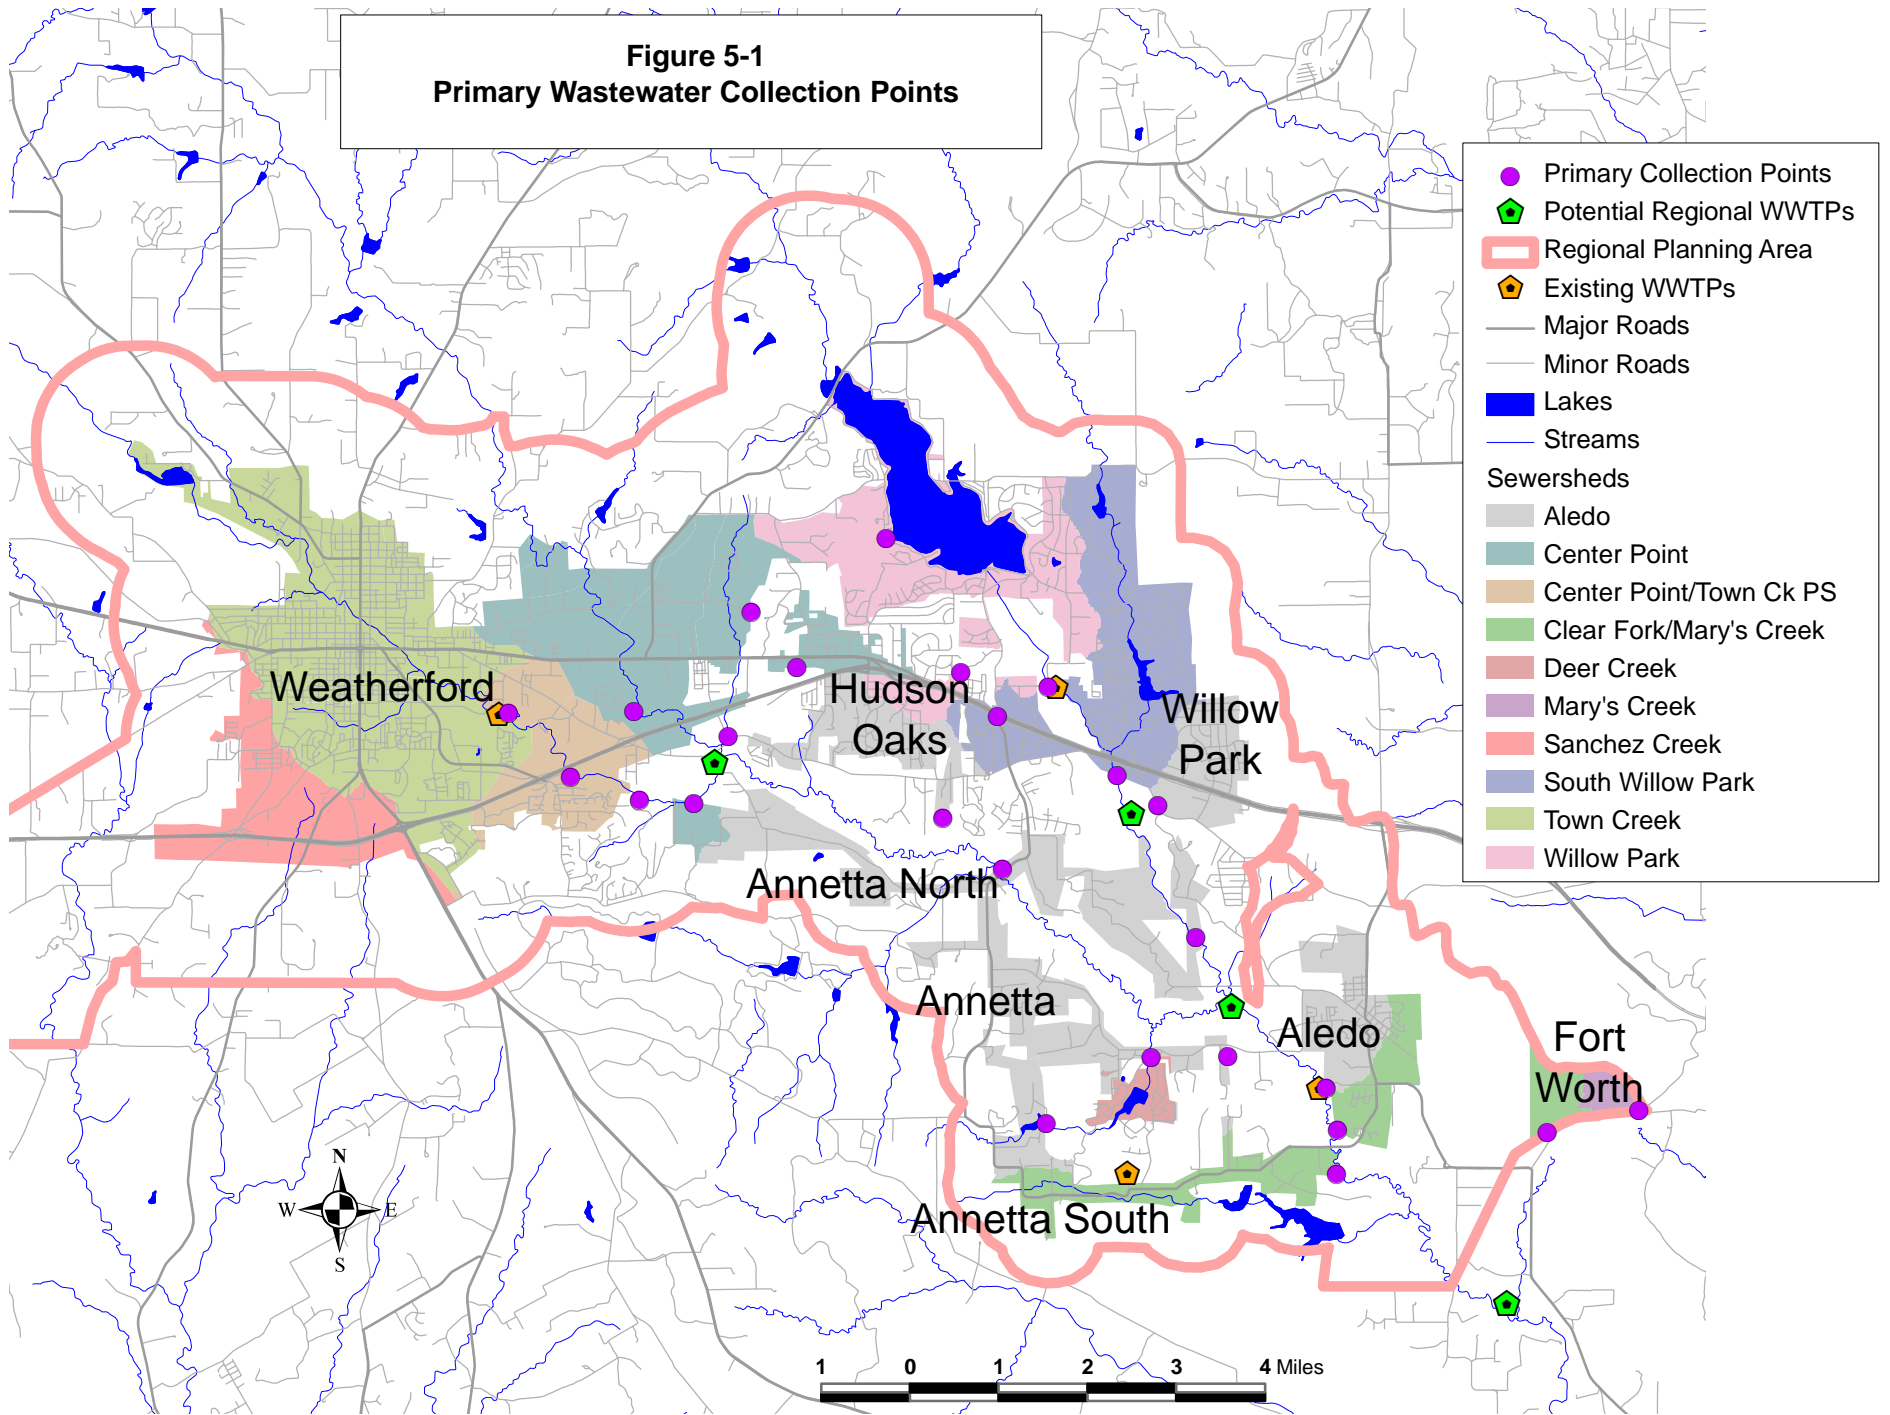 Figure 5-1
Primary Wastewater Collection Points
Primary Collection Points
Potential Regional WWTPs
Regional Planning Area
Existing WWTPs
Major Roads
Minor Roads
Lakes
Streams
Sewersheds
Aledo
Center Point
Center Point/Town Ck PS
Clear Fork/Mary's Creek
Deer Creek
Mary's Creek
Sanchez Creek
South Willow Park
Town Creek
Willow Park
Weatherford
Hudson
Oaks
Willow
Park
Annetta North
Annetta
Aledo
Fort
Worth
Annetta South
N
W
E
S
1 0 1 2 3 4 Miles